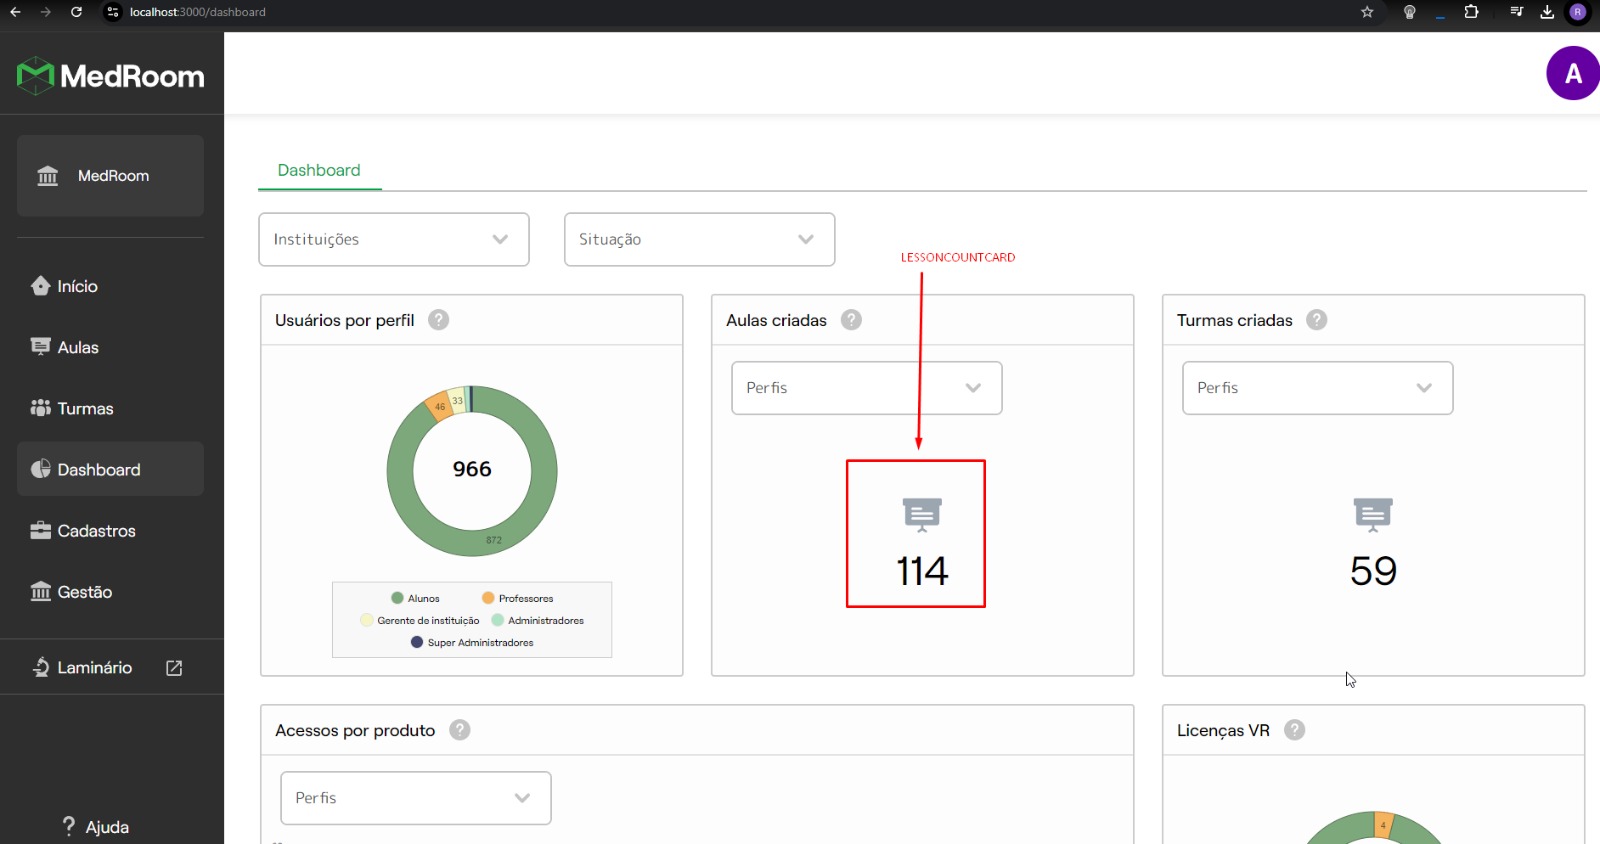 localhost:3000/dashboard
R
MedRoom
A
MedRoom
Início
Aulas
Turmas
Dashboard
Cadastros
Gestão
Laminário
? Ajuda
Dashboard
Instituições
Situação
LESSONCOUNTCARD
Usuários por perfil ?
46
33
966
872
Alunos
Professores
Gerente de instituição
Administradores
Super Administradores
Aulas criadas ?
Perfis
114
Turmas criadas ?
Perfis
59
Acessos por produto ?
Perfis
Licenças VR ?
4